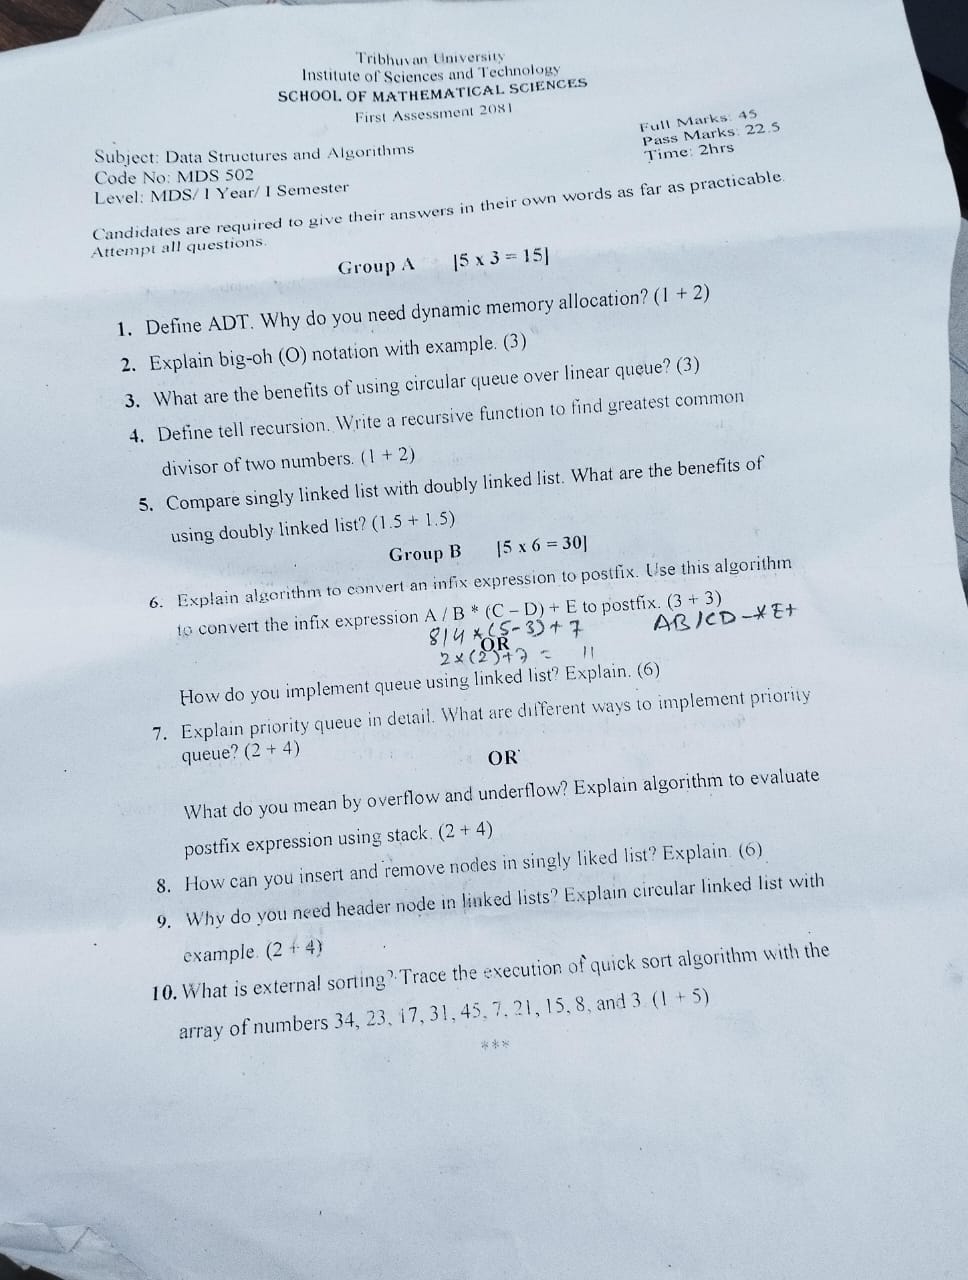 Tribhuvan University
Institute of Sciences and Technology
SCHOOL OF MATHEMATICAL SCIENCES
First Assessment 2081
Subject: Data Structures and Algorithms
Code No: MDS 502
Level: MDS/ I Year/ I Semester
Full Marks: 45
Pass Marks: 22.5
Time: 2hrs
Candidates are required to give their answers in their own words as far as practicable.
Attempt all questions.
Group A [5 x 3 = 15]
1. Define ADT. Why do you need dynamic memory allocation? (1 + 2)
2. Explain big-oh (O) notation with example. (3)
3. What are the benefits of using circular queue over linear queue? (3)
4. Define tell recursion. Write a recursive function to find greatest common
divisor of two numbers. (1 + 2)
5. Compare singly linked list with doubly linked list. What are the benefits of
using doubly linked list? (1.5 + 1.5)
Group B [5 x 6 = 30]
6. Explain algorithm to convert an infix expression to postfix. Use this algorithm
to convert the infix expression A / B * (C – D) + E to postfix. (3 + 3)
8/4 * (5-3) + 7 AB/CD-*E+
OR
2 x (2)+7 = 11
How do you implement queue using linked list? Explain. (6)
7. Explain priority queue in detail. What are different ways to implement priority
queue? (2 + 4)
OR
What do you mean by overflow and underflow? Explain algorithm to evaluate
postfix expression using stack. (2 + 4)
8. How can you insert and remove nodes in singly liked list? Explain. (6)
9. Why do you need header node in linked lists? Explain circular linked list with
example. (2 + 4)
10. What is external sorting? Trace the execution of quick sort algorithm with the
array of numbers 34, 23, 17, 31, 45, 7, 21, 15, 8, and 3. (1 + 5)
***